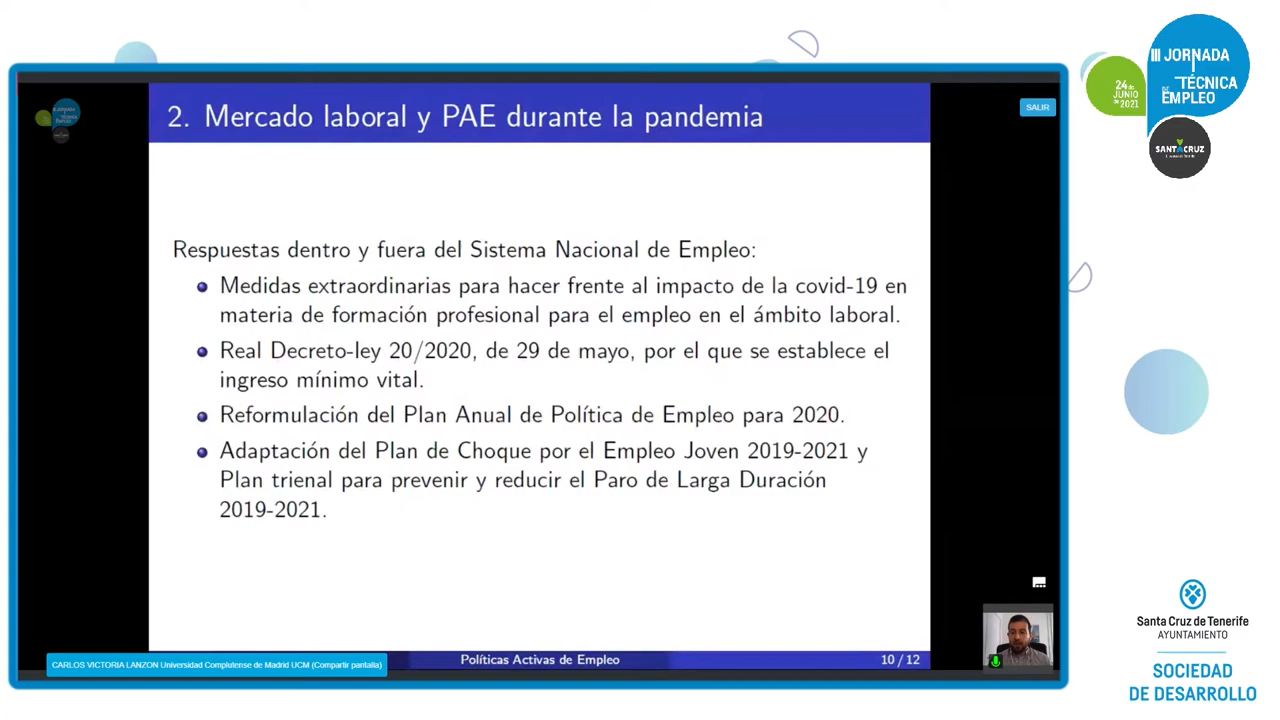 III JORNADA
TÉCNICA
DE EMPLEO
24 de
JUNIO
de 2021
SANTACRUZ
SALIR
2. Mercado laboral y PAE durante la pandemia
Respuestas dentro y fuera del Sistema Nacional de Empleo:
Medidas extraordinarias para hacer frente al impacto de la covid-19 en
materia de formación profesional para el empleo en el ámbito laboral.
Real Decreto-ley 20/2020, de 29 de mayo, por el que se establece el
ingreso mínimo vital.
Reformulación del Plan Anual de Política de Empleo para 2020.
Adaptación del Plan de Choque por el Empleo Joven 2019-2021 y
Plan trienal para prevenir y reducir el Paro de Larga Duración
2019-2021.
CARLOS VICTORIA LANZON Universidad Complutense de Madrid UCM (Compartir pantalla)
Políticas Activas de Empleo
10 / 12
Santa Cruz de Tenerife
AYUNTAMIENTO
SOCIEDAD
DE DESARROLLO